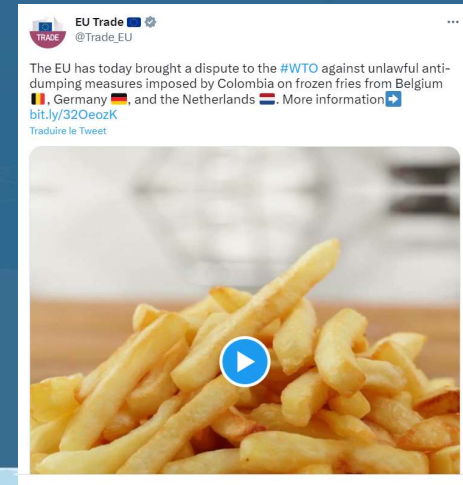 EU Trade 🇪🇺
TRADE
@Trade_EU
The EU has today brought a dispute to the #WTO against unlawful anti-
dumping measures imposed by Colombia on frozen fries from Belgium
🇧🇪, Germany 🇩🇪, and the Netherlands 🇳🇱. More information➡️
bit.ly/32OeozK
Traduire le Tweet